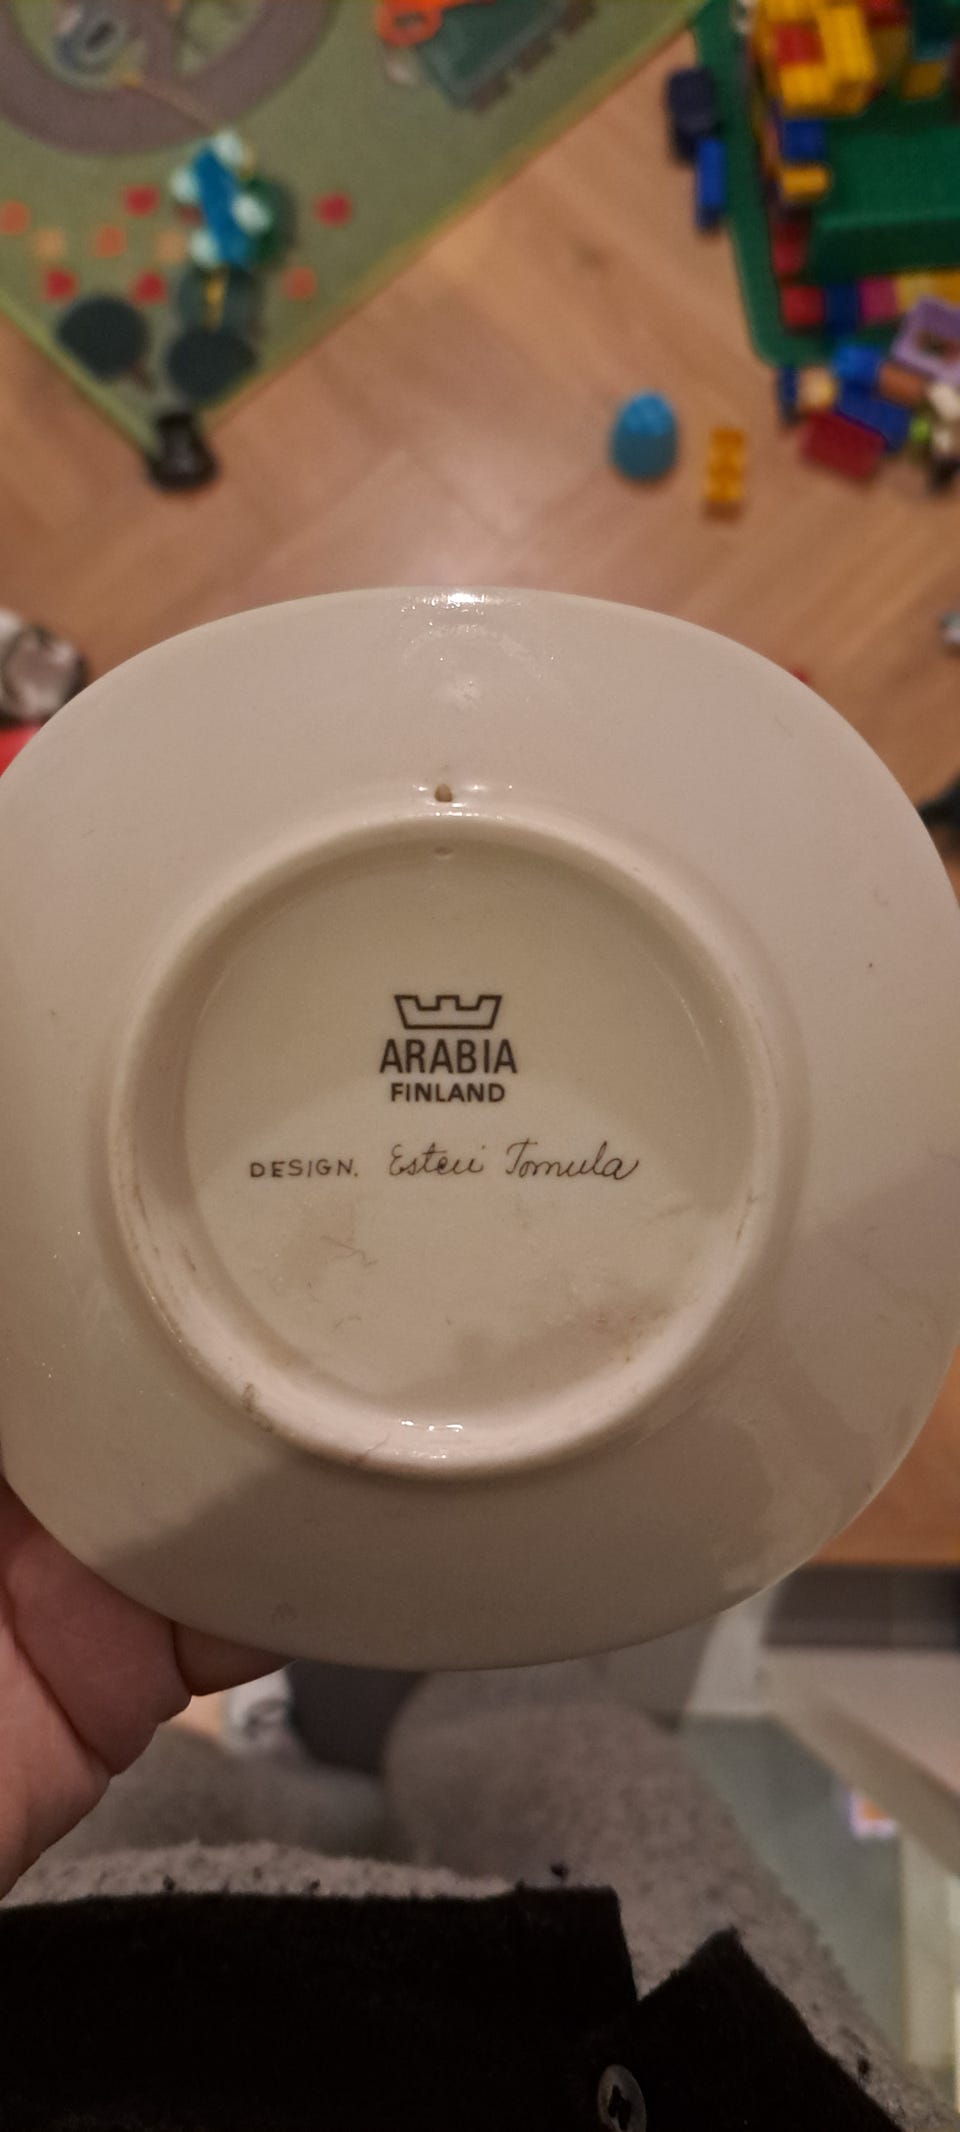 ARABIA
FINLAND
DESIGN. Esteri Tomula